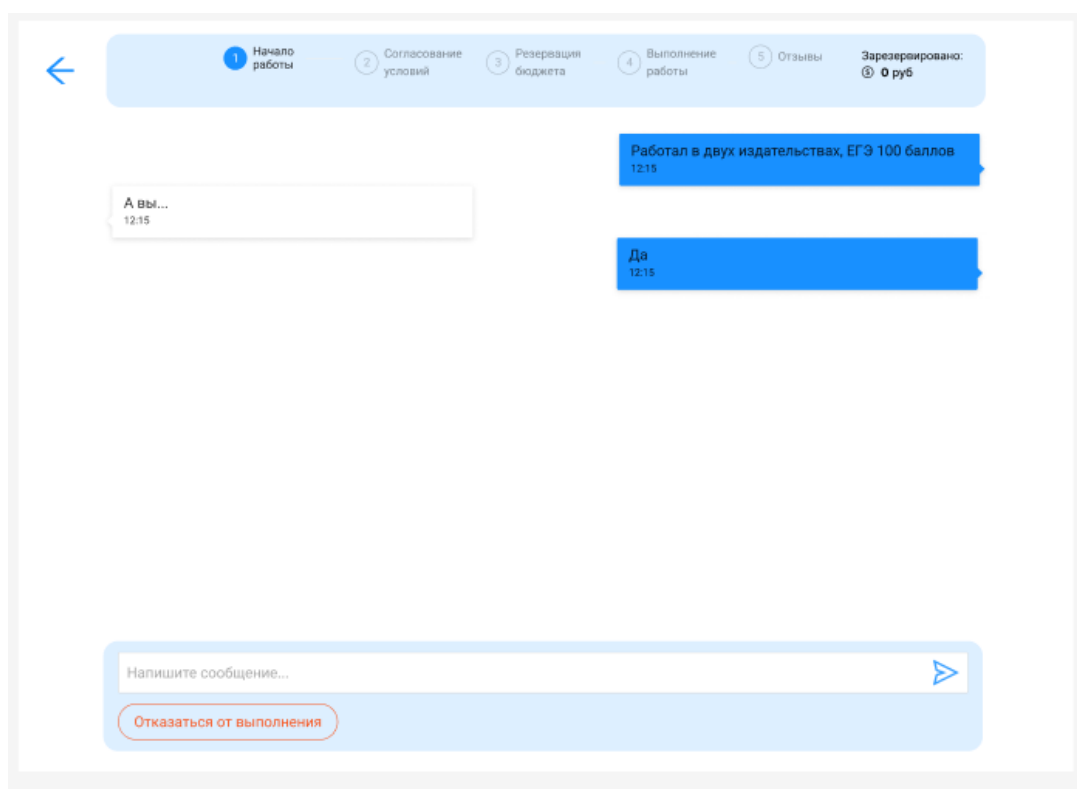 1 Начало работы
2 Согласование условий
3 Резервация бюджета
4 Выполнение работы
5 Отзывы
Зарезервировано:
0 руб
Работал в двух издательствах, ЕГЭ 100 баллов
12:15
А вы...
12:15
Да
12:15
Напишите сообщение...
Отказаться от выполнения